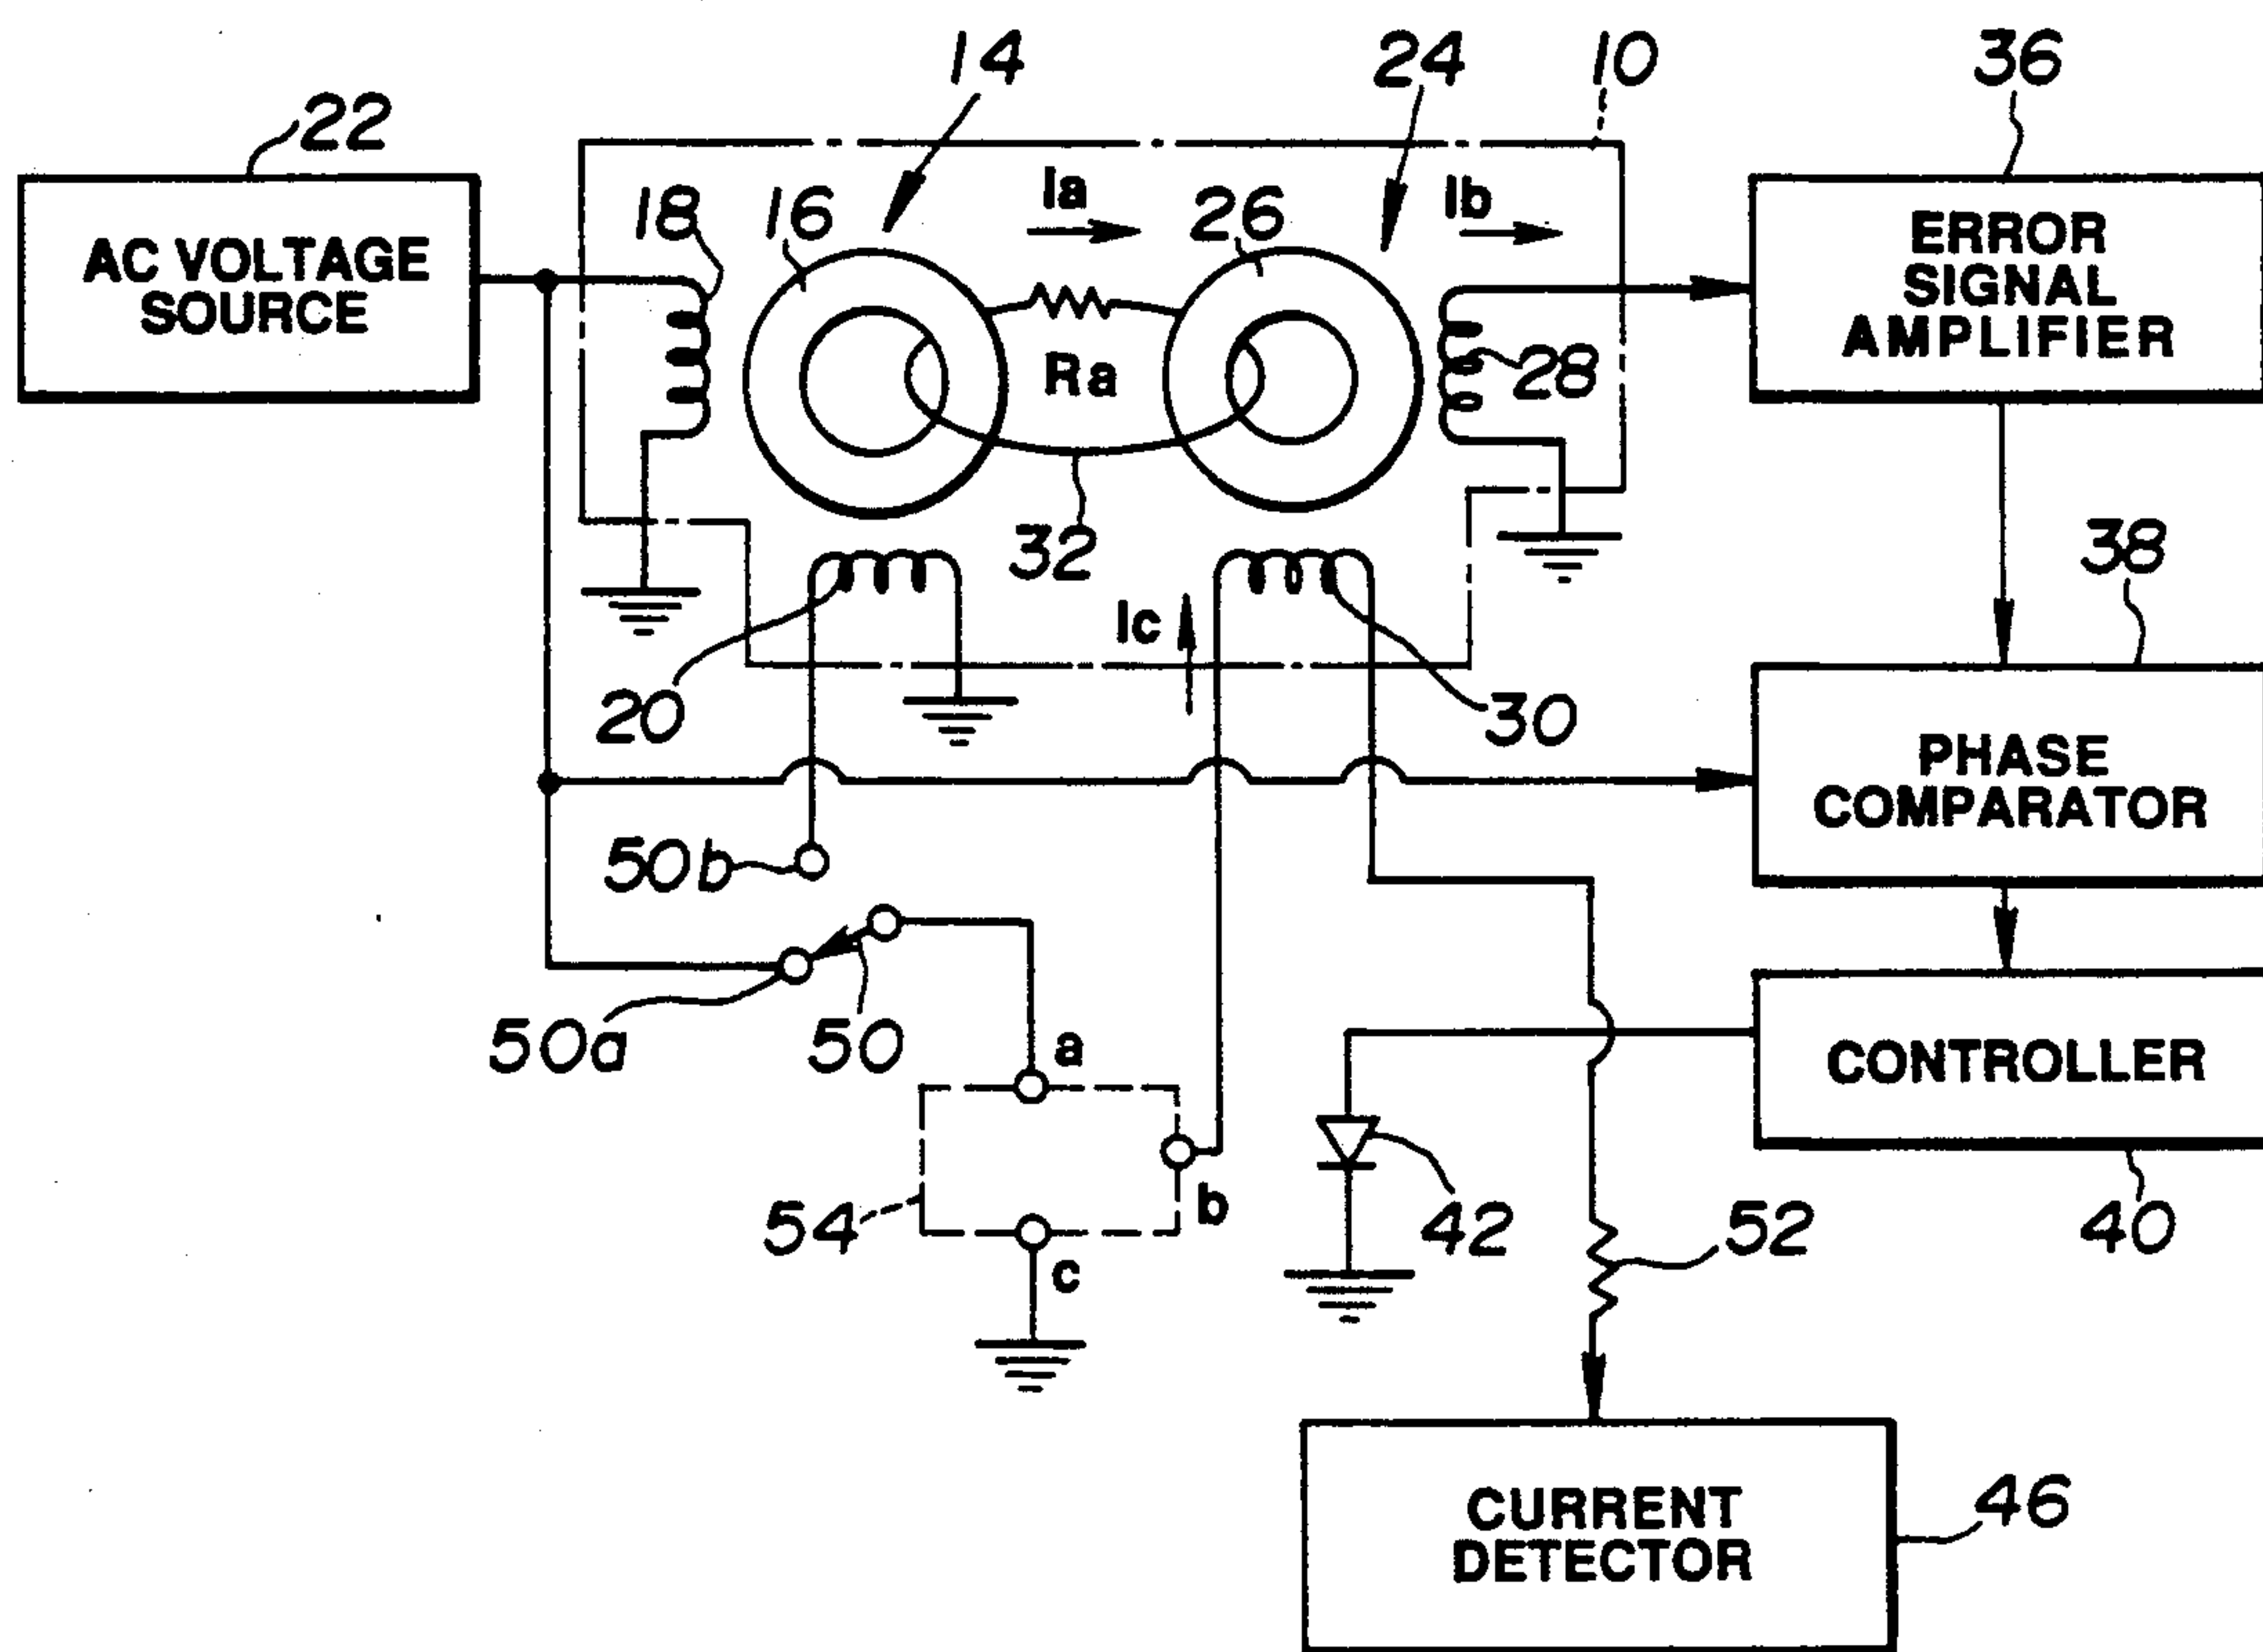 14
24
10
36
22
AC VOLTAGE
SOURCE
18
16
Ia
26
Ib
ERROR
SIGNAL
AMPLIFIER
Ra
28
32
38
Ic
20
30
PHASE
COMPARATOR
50b
50a
50
a
CONTROLLER
b
54
c
42
52
40
CURRENT
DETECTOR
46